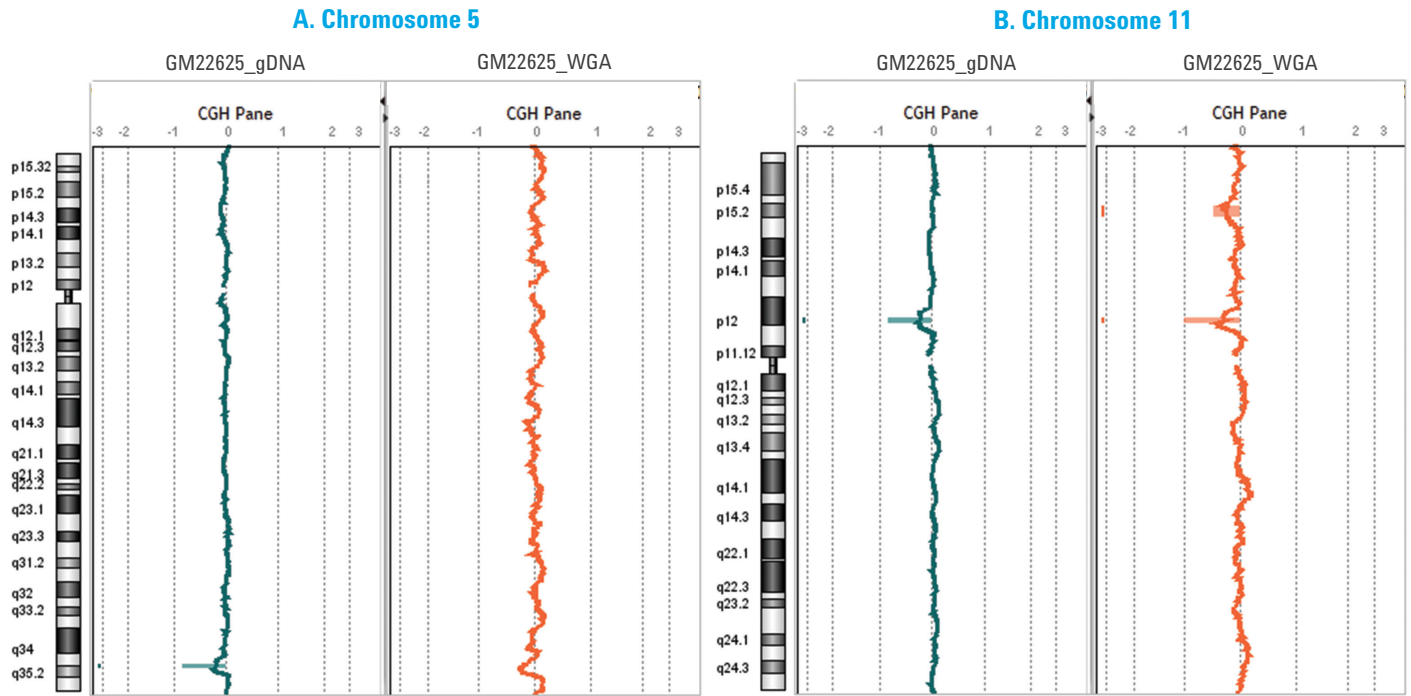 A. Chromosome 5
GM22625_gDNA
GM22625_WGA
CGH Pane
-3 -2 -1 0 1 2 3
CGH Pane
-3 -2 -1 0 1 2 3
p15.32
p15.2
p14.3
p14.1
p13.2
p12
q12.1
q12.3
q13.2
q14.1
q14.3
q21.1
q21.3
q22.2
q23.1
q23.3
q31.2
q32
q33.2
q34
q35.2
B. Chromosome 11
GM22625_gDNA
GM22625_WGA
CGH Pane
-3 -2 -1 0 1 2 3
CGH Pane
-3 -2 -1 0 1 2 3
p15.4
p15.2
p14.3
p14.1
p12
p11.12
q12.1
q12.3
q13.2
q13.4
q14.1
q14.3
q22.1
q22.3
q23.2
q24.1
q24.3